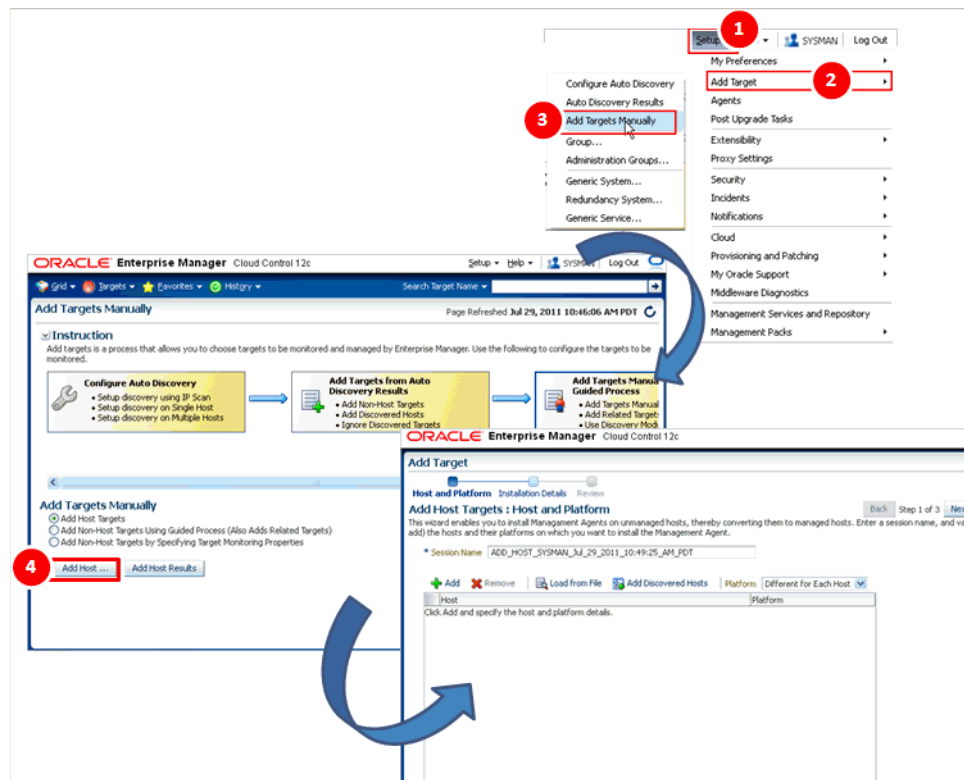 1
Setup
SYSMAN
Log Out
My Preferences
Add Target
2
Agents
Post Upgrade Tasks
Extensibility
Proxy Settings
Security
Incidents
Notifications
Cloud
Provisioning and Patching
My Oracle Support
Middleware Diagnostics
Management Services and Repository
Management Packs
Configure Auto Discovery
Auto Discovery Results
3
Add Targets Manually
Group...
Administration Groups...
Generic System...
Redundancy System...
Generic Service...
ORACLE Enterprise Manager Cloud Control 12c
Setup Help SYSMAN Log Out
Grid Targets Favorites History Search Target Name
Add Targets Manually
Page Refreshed Jul 29, 2011 10:46:06 AM PDT
Instruction
Add targets is a process that allows you to choose targets to be monitored and managed by Enterprise Manager. Use the following to configure the targets to be
monitored.
Configure Auto Discovery
• Setup discovery using IP Scan
• Setup discovery on Single Host
• Setup discovery on Multiple Hosts
Add Targets from Auto
Discovery Results
• Add Non-Host Targets
• Add Discovered Hosts
• Ignore Discovered Targets
Add Targets Manua
Guided Process
• Add Targets Manual
• Add Related Target
• Use Discovery Modu
Add Targets Manually
Add Host Targets
Add Non-Host Targets Using Guided Process (Also Adds Related Targets)
Add Non-Host Targets by Specifying Target Monitoring Properties
4
Add Host ...
Add Host Results
ORACLE Enterprise Manager Cloud Control 12c
Add Target
Host and Platform Installation Details Review
Add Host Targets : Host and Platform
Back Step 1 of 3 Nex
This wizard enables you to install Management Agents on unmanaged hosts, thereby converting them to managed hosts. Enter a session name, and va
add) the hosts and their platforms on which you want to install the Management Agent.
* Session Name ADD_HOST_SYSMAN_Jul_29_2011_10:49:25_AM_PDT
Add Remove Load from File Add Discovered Hosts Platform Different for Each Host
Host Platform
Click Add and specify the host and platform details.